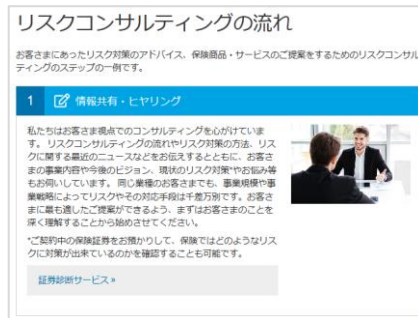 リスクコンサルティングの流れ
お客さまにあったリスク対策のアドバイス、保険商品・サービスのご提案をするためのリスクコンサル
ティングのステップの一例です。
1 情報共有・ヒヤリング
私たちはお客さま視点でのコンサルティングを心がけていま
す。 リスクコンサルティングの流れやリスク対策の方法、リス
クに関する最近のニュースなどをお伝えするとともに、お客さ
まの事業内容や今後のビジョン、現状のリスク対策*やお悩み等
もお伺いしています。 同じ業種のお客さまでも、事業規模や事
業戦略によってリスクやその対応手段は千差万別です。お客さ
まに最も適したご提案ができるよう、まずはお客さまのことを
深く理解することから始めさせてください。
*ご契約中の保険証券をお預かりして、保険ではどのようなリス
クに対策が出来ているのかを確認することも可能です。
証券診断サービス »